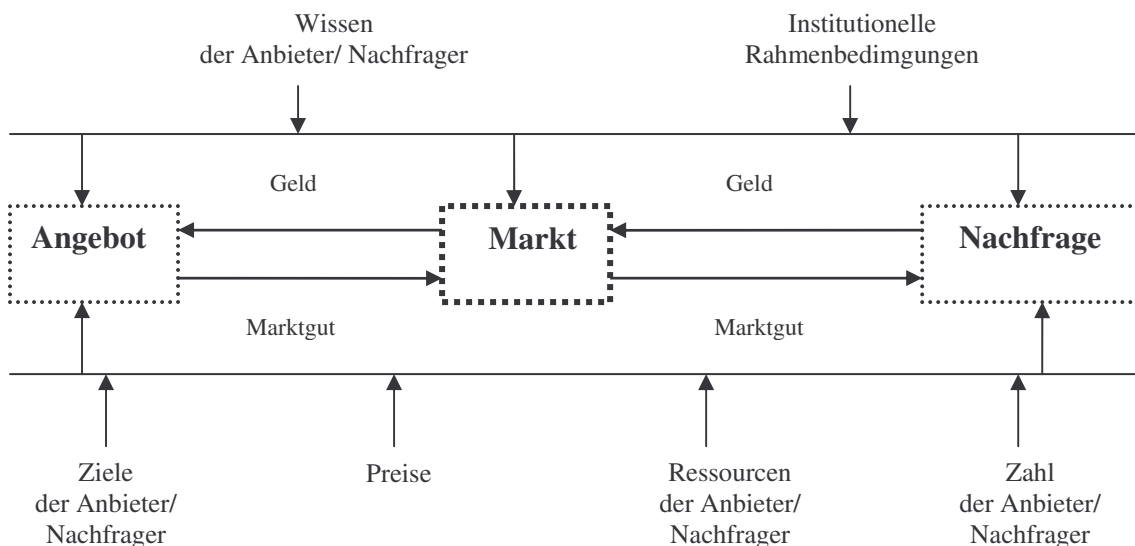 Wissen
der Anbieter/ Nachfrager
Institutionelle
Rahmenbedimgungen
Geld
Geld
Angebot
Markt
Nachfrage
Marktgut
Marktgut
Ziele
der Anbieter/
Nachfrager
Preise
Ressourcen
der Anbieter/
Nachfrager
Zahl
der Anbieter/
Nachfrager